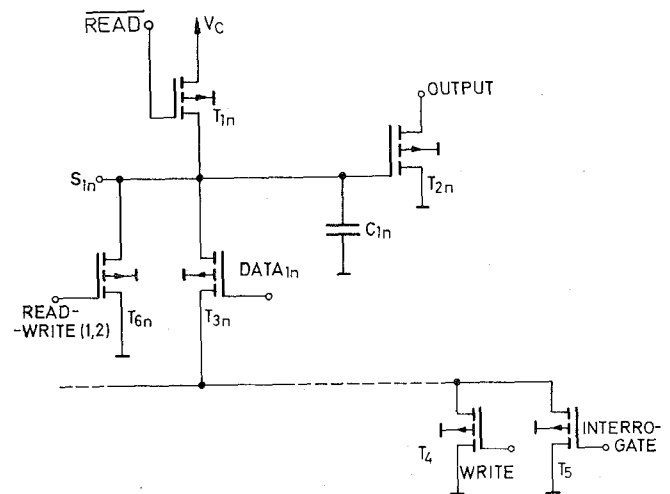 READ
V_C
T_1n
OUTPUT
S_1n
T_2n
C_1n
DATA_1n
READ-
-WRITE (1,2)
T_6n
T_3n
INTERRO-
GATE
T_4
WRITE
T_5